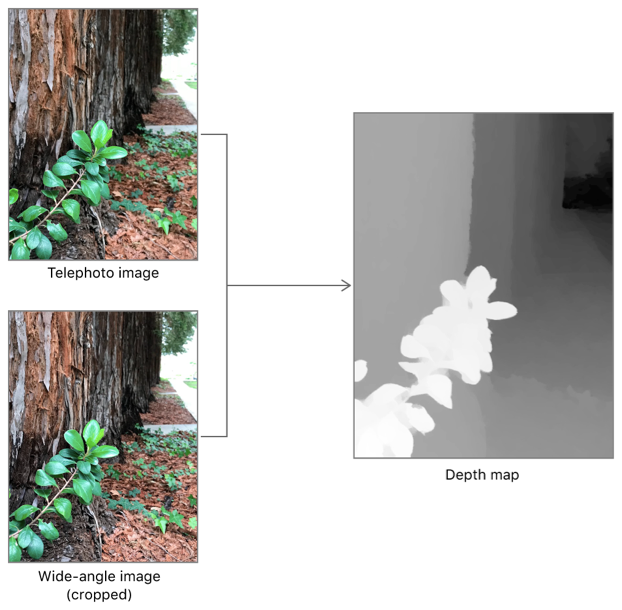 Telephoto image
Depth map
Wide-angle image
(cropped)